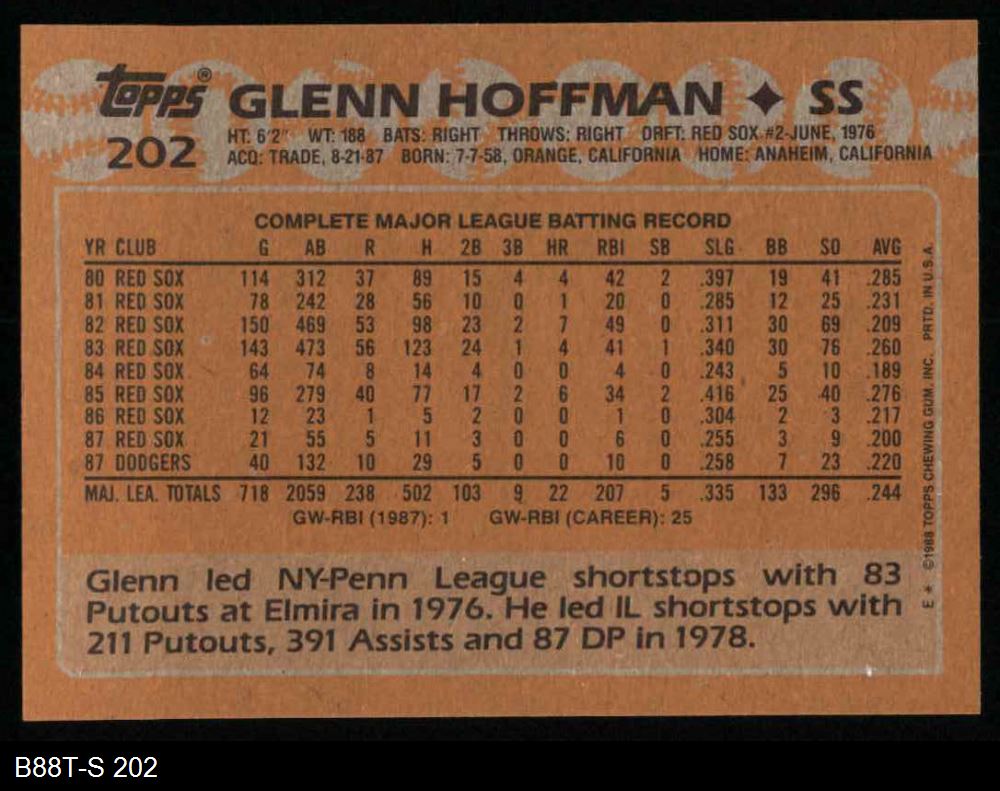 topps® GLENN HOFFMAN ♦ SS
202
HT: 6'2" WT: 188 BATS: RIGHT THROWS: RIGHT DRFT: RED SOX #2-JUNE, 1976
ACQ: TRADE, 8-21-87 BORN: 7-7-58, ORANGE, CALIFORNIA HOME: ANAHEIM, CALIFORNIA
COMPLETE MAJOR LEAGUE BATTING RECORD
YR CLUB G AB R H 2B 3B HR RBI SB SLG BB SO AVG
80 RED SOX 114 312 37 89 15 4 4 42 2 .397 19 41 .285
81 RED SOX 78 242 28 56 10 0 1 20 0 .285 12 25 .231
82 RED SOX 150 469 53 98 23 2 7 49 0 .311 30 69 .209
83 RED SOX 143 473 56 123 24 1 4 41 1 .340 30 76 .260
84 RED SOX 64 74 8 14 4 0 0 4 0 .243 5 10 .189
85 RED SOX 96 279 40 77 17 2 6 34 2 .416 25 40 .276
86 RED SOX 12 23 1 5 2 0 0 1 0 .304 2 3 .217
87 RED SOX 21 55 5 11 3 0 0 6 0 .255 3 9 .200
87 DODGERS 40 132 10 29 5 0 0 10 0 .258 7 23 .220
MAJ. LEA. TOTALS 718 2059 238 502 103 9 22 207 5 .335 133 296 .244
GW-RBI (1987): 1 GW-RBI (CAREER): 25
Glenn led NY-Penn League shortstops with 83
Putouts at Elmira in 1976. He led IL shortstops with
211 Putouts, 391 Assists and 87 DP in 1978.
E * ©1988 TOPPS CHEWING GUM, INC. PRTD. IN U.S.A.
B88T-S 202